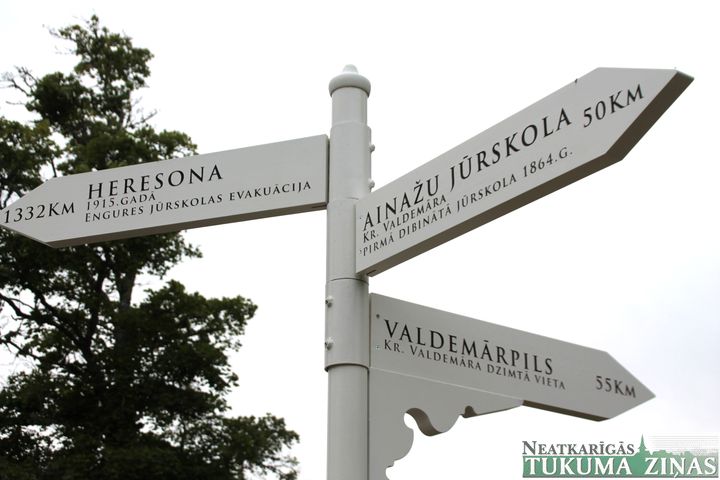 HERESONA
1915.GADĀ
1332KM
ENGURES JŪRSKOLAS EVAKUĀCIJA
AINAŽU JŪRSKOLA 50KM
KR. VALDEMĀRA
PIRMĀ DIBINĀTĀ JŪRSKOLA 1864.G.
VALDEMĀRPILS
KR. VALDEMĀRA DZIMTĀ VIETA
55KM
NEATKARĪGĀS
TUKUMA ZIŅAS